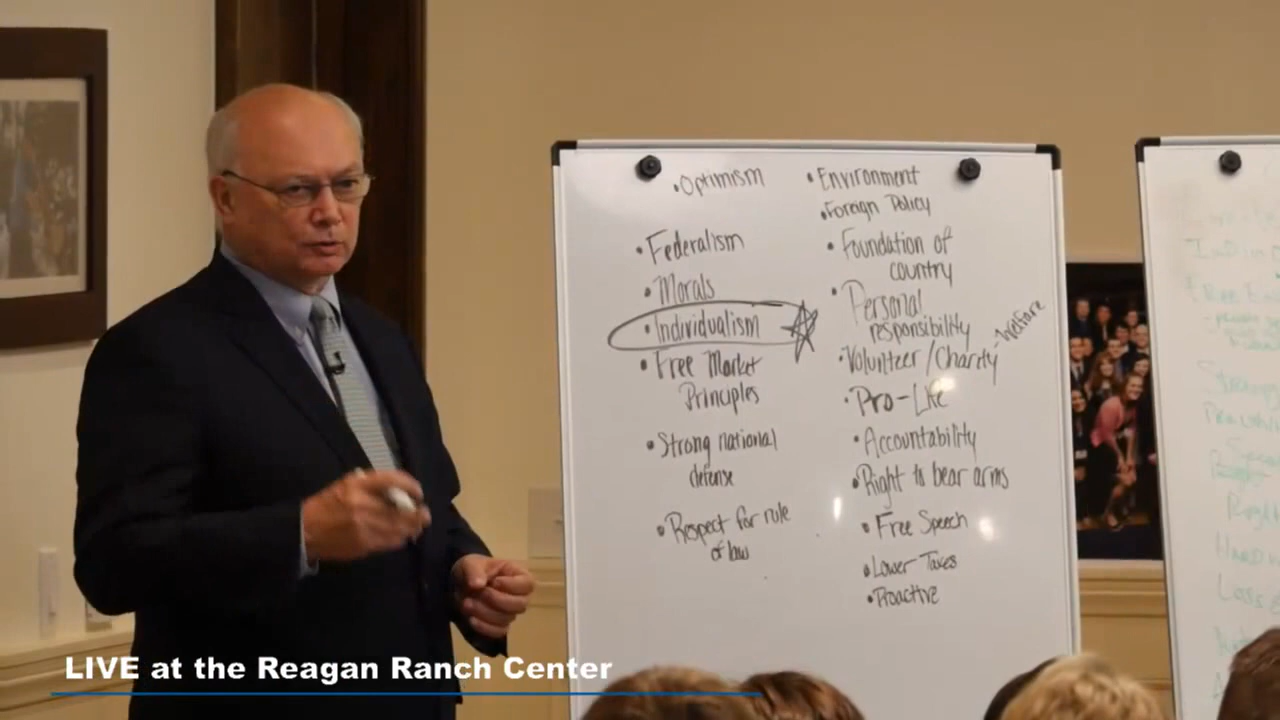 • Optimism
• Federalism
• Morals
• Individualism
• Free Market
Principles
• Strong national
defense
• Respect for rule
of law
• Environment
• Foreign Policy
• Foundation of
country
• Personal
responsibility
• Volunteer/Charity - Welfare
• Pro-Life
• Accountability
• Right to bear arms
• Free Speech
• Lower Taxes
• Proactive
LIVE at the Reagan Ranch Center